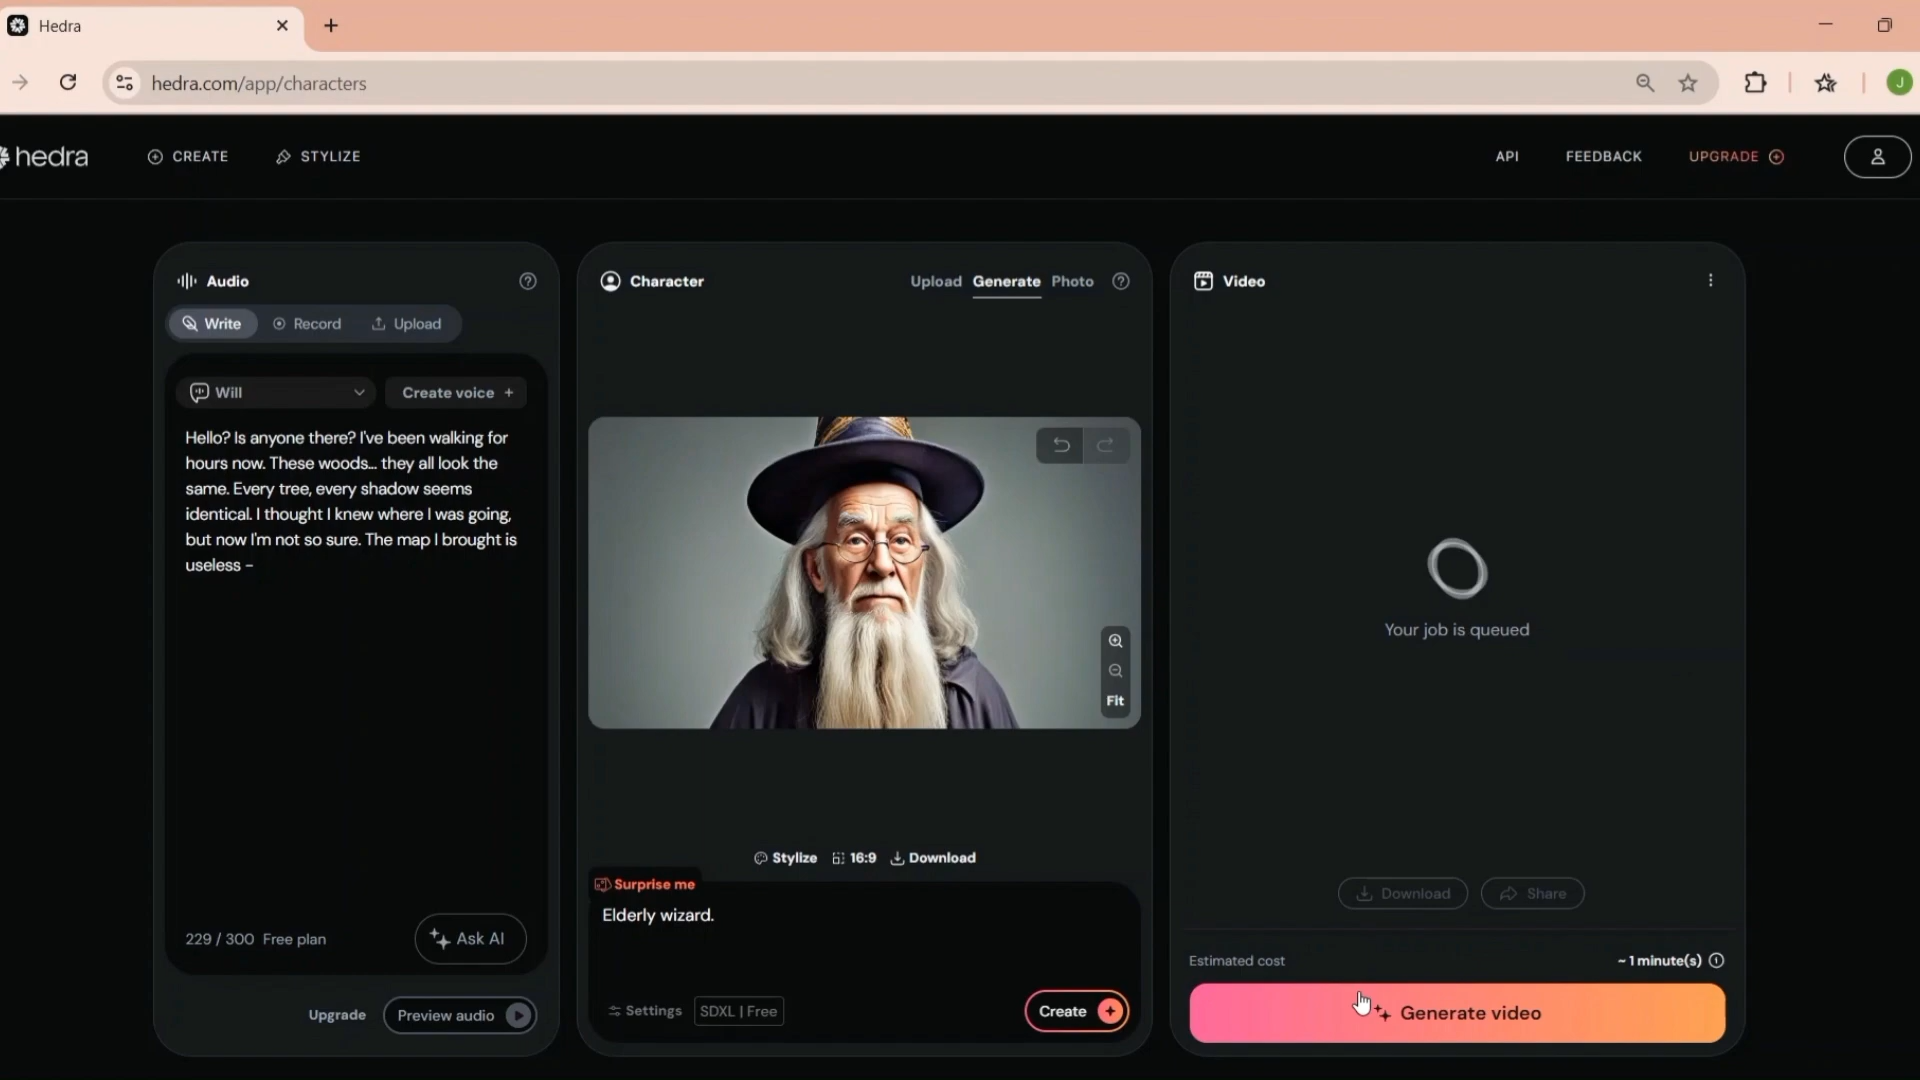 Hedra
hedra.com/app/characters
J
hedra
CREATE
STYLIZE
API
FEEDBACK
UPGRADE
Audio
Write
Record
Upload
Will
Create voice +
Hello? Is anyone there? I've been walking for
hours now. These woods... they all look the
same. Every tree, every shadow seems
identical. I thought I knew where I was going,
but now I'm not so sure. The map I brought is
useless -
229 / 300 Free plan
Ask AI
Upgrade
Preview audio
Character
Upload
Generate
Photo
Fit
Stylize
16:9
Download
Surprise me
Elderly wizard.
Settings
SDXL | Free
Create
Video
Your job is queued
Download
Share
Estimated cost
~ 1 minute(s)
Generate video